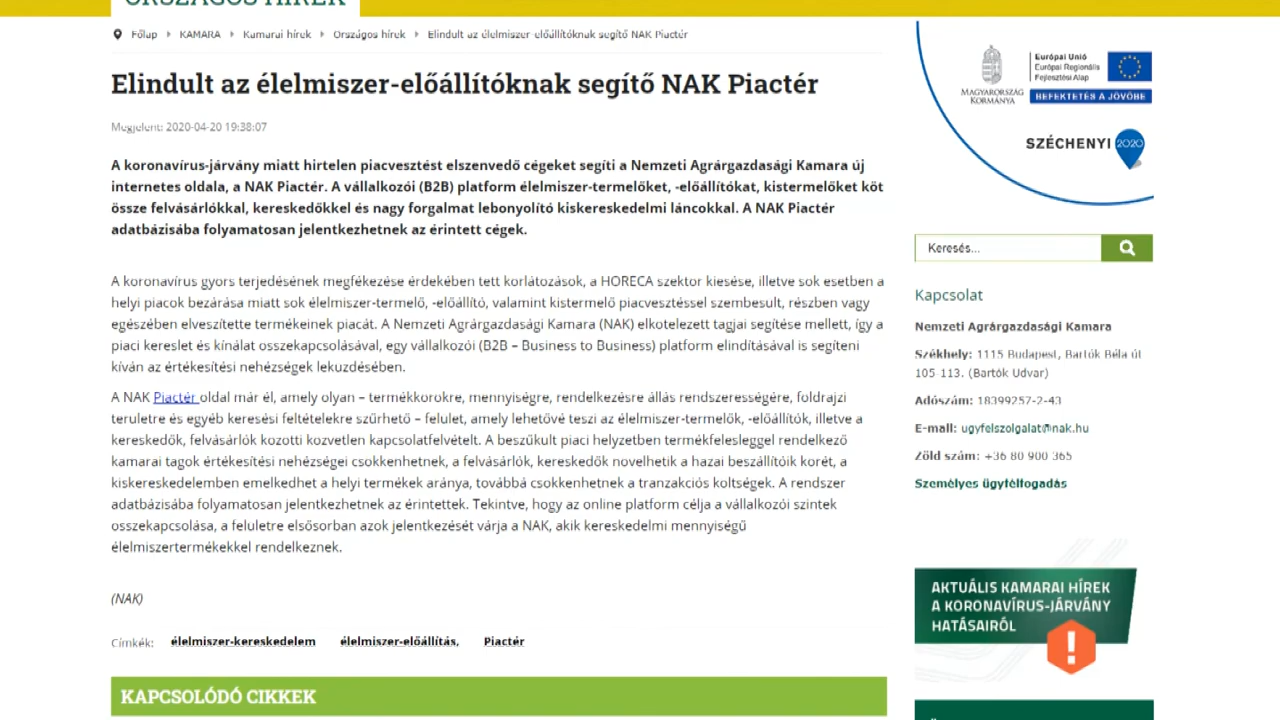 ORSZÁGOS HÍREK
Főlap
KAMARA
Kamarai hírek
Országos hírek
Elindult az élelmiszer-előállítóknak segítő NAK Piactér
Elindult az élelmiszer-előállítóknak segítő NAK Piactér
Megjelent: 2020-04-20 19:38:07
A koronavírus-járvány miatt hirtelen piacvesztést elszenvedő cégeket segíti a Nemzeti Agrárgazdasági Kamara új
internetes oldala, a NAK Piactér. A vállalkozói (B2B) platform élelmiszer-termelőket, -előállítókat, kistermelőket köt
össze felvásárlókkal, kereskedőkkel és nagy forgalmat lebonyolító kiskereskedelmi láncokkal. A NAK Piactér
adatbázisába folyamatosan jelentkezhetnek az érintett cégek.
A koronavírus gyors terjedésének megfékezése érdekében tett korlátozások, a HORECA szektor kiesése, illetve sok esetben a
helyi piacok bezárása miatt sok élelmiszer-termelő, -előállító, valamint kistermelő piacvesztéssel szembesült, részben vagy
egészében elveszítette termékeinek piacát. A Nemzeti Agrárgazdasági Kamara (NAK) elkötelezett tagjai segítése mellett, így a
piaci kereslet és kínálat összekapcsolásával, egy vállalkozói (B2B – Business to Business) platform elindításával is segíteni
kíván az értékesítési nehézségek leküzdésében.
A NAK Piactér oldal már él, amely olyan – termékkörökre, mennyiségre, rendelkezésre állás rendszerességére, földrajzi
területre és egyéb keresési feltételekre szűrhető – felület, amely lehetővé teszi az élelmiszer-termelők, -előállítók, illetve a
kereskedők, felvásárlók közötti közvetlen kapcsolatfelvételt. A beszűkült piaci helyzetben termékfelesleggel rendelkező
kamarai tagok értékesítési nehézségei csökkenhetnek, a felvásárlók, kereskedők növelhetik a hazai beszállítóik körét, a
kiskereskedelemben emelkedhet a helyi termékek aránya, továbbá csökkenhetnek a tranzakciós költségek. A rendszer
adatbázisába folyamatosan jelentkezhetnek az érintettek. Tekintve, hogy az online platform célja a vállalkozói szintek
összekapcsolása, a felületre elsősorban azok jelentkezését várja a NAK, akik kereskedelmi mennyiségű
élelmiszertermékekkel rendelkeznek.
(NAK)
Címkék: élelmiszer-kereskedelem élelmiszer-előállítás, Piactér
KAPCSOLÓDÓ CIKKEK
MAGYARORSZÁG
KORMÁNYA
Európai Unió
Európai Regionális
Fejlesztési Alap
BEFEKTETÉS A JÖVŐBE
SZÉCHENYI 2020
Keresés...
Kapcsolat
Nemzeti Agrárgazdasági Kamara
Székhely: 1115 Budapest, Bartók Béla út
105-113. (Bartók Udvar)
Adószám: 18399257-2-43
E-mail: ugyfelszolgalat@nak.hu
Zöld szám: +36 80 900 365
Személyes ügyfélfogadás
AKTUÁLIS KAMARAI HÍREK
A KORONAVÍRUS-JÁRVÁNY
HATÁSAIRÓL
!